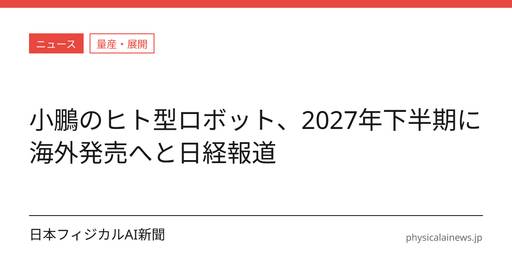 ニュース 量産・展開
小鵬のヒト型ロボット、2027年下半期に
海外発売へと日経報道
日本フィジカルAI新聞 physicalainews.jp